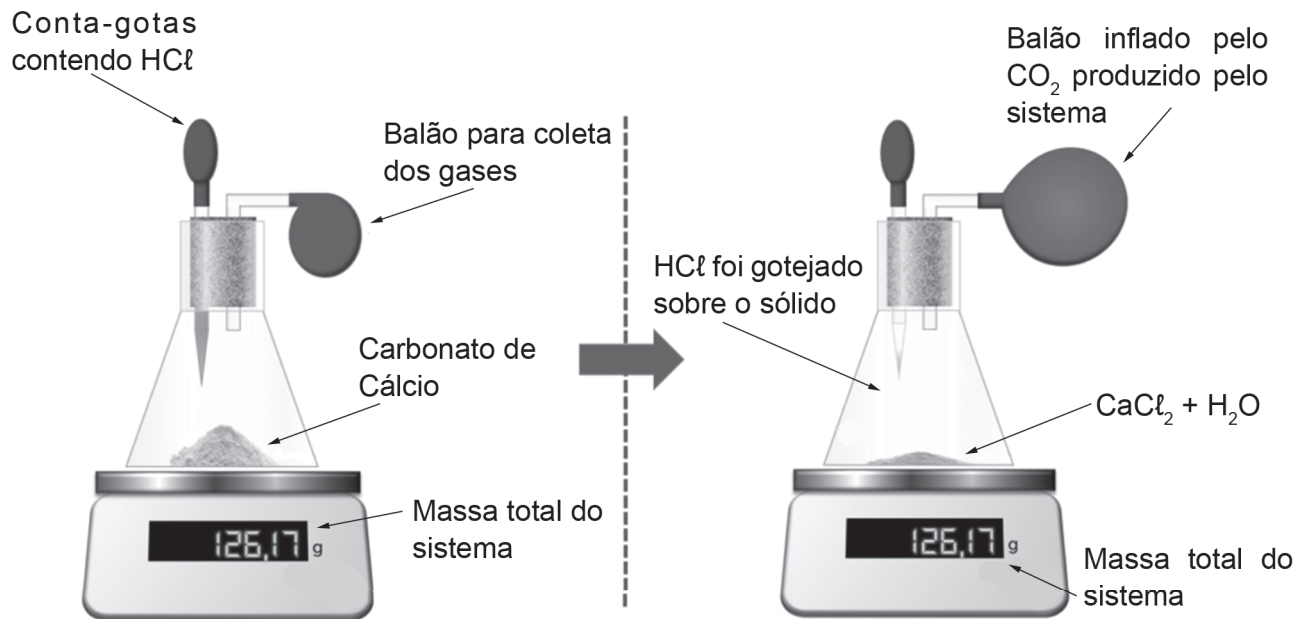 Conta-gotas
contendo HCℓ
Balão para coleta
dos gases
Carbonato de
Cálcio
126,17 g
Massa total do
sistema
Balão inflado pelo
CO₂ produzido pelo
sistema
HCℓ foi gotejado
sobre o sólido
CaCℓ₂ + H₂O
126,17 g
Massa total do
sistema